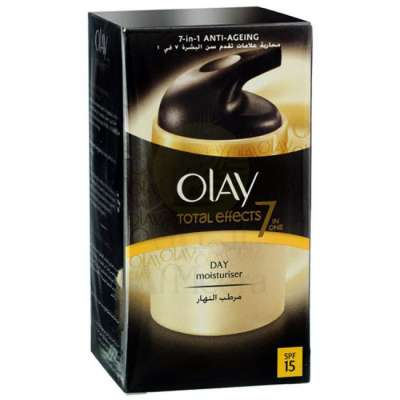 7-in-1 ANTI-AGEING
محاربة علامات تقدم سن البشرة ٧ في ١
OLAY
TOTAL effects 7 IN ONE
DAY
moisturiser
مرطب النهار
SPF
15